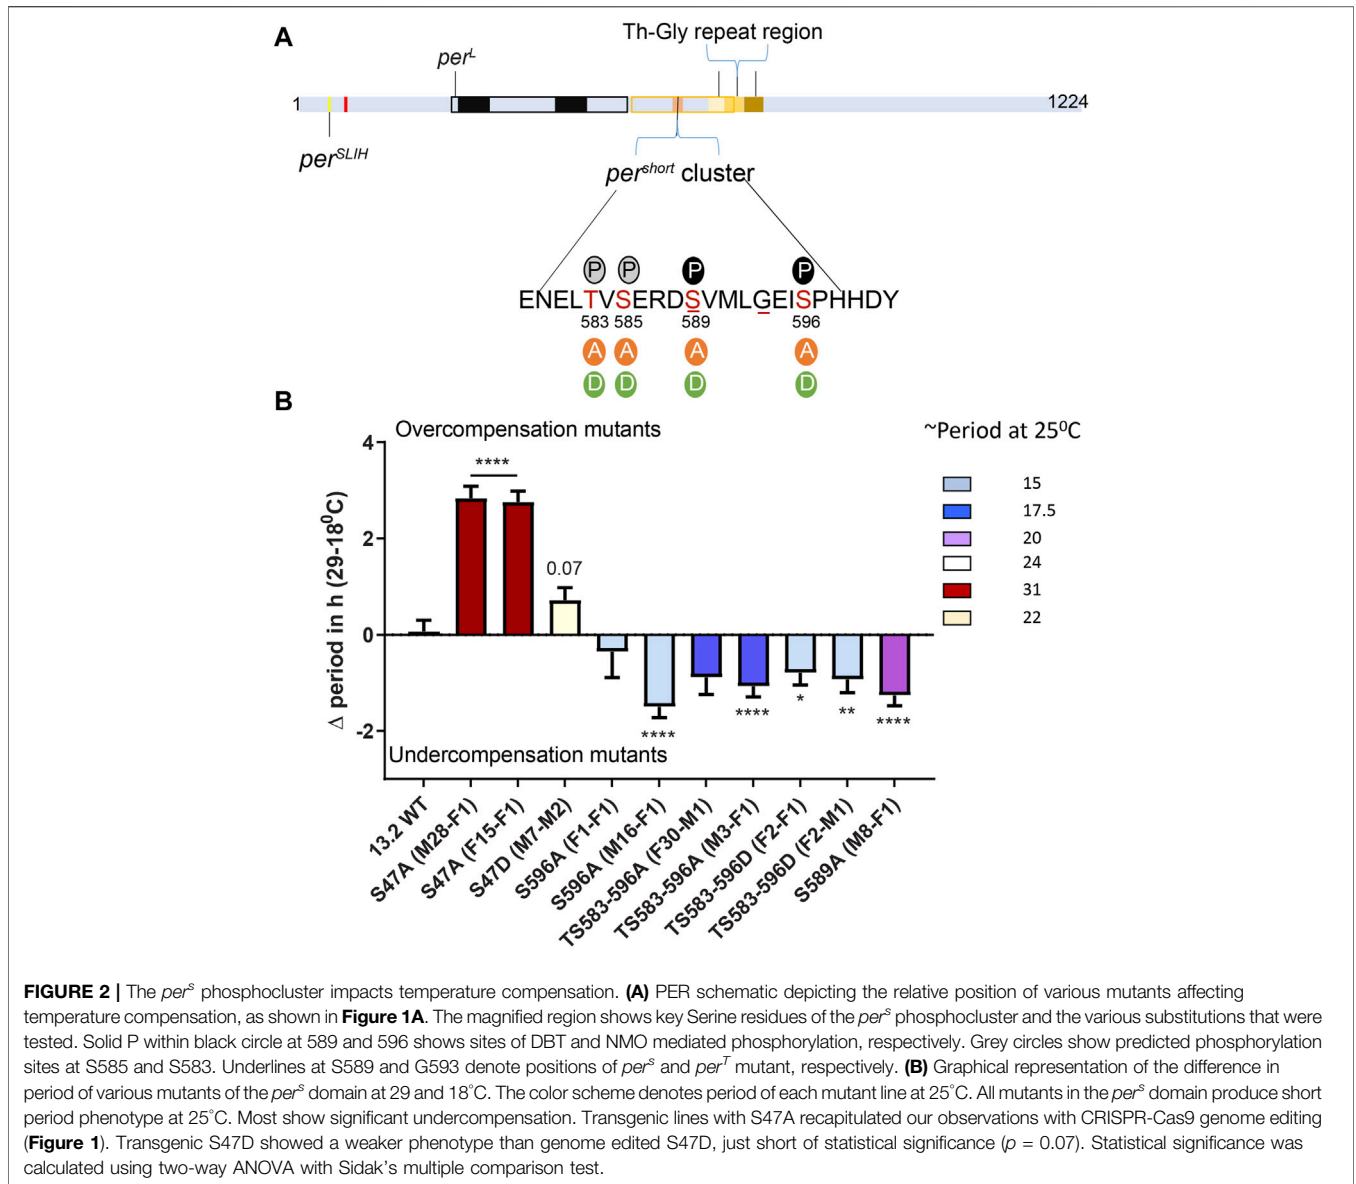 A
Th-Gly repeat region
perL
1
1224
perSLIH
pershort cluster
P P P P
ENELTVSERDSVMLGEISPHHDY
583 585 589 596
A A A A
D D D D
B
Overcompensation mutants
Undercompensation mutants
Δ period in h (29-18⁰C)
4
2
0
-2
****
0.07
****
****
*
**
****
13.2 WT
S47A (M28-F1)
S47A (F15-F1)
S47D (M7-M2)
S596A (F1-F1)
S596A (M16-F1)
TS583-596A (F30-M1)
TS583-596A (M3-F1)
TS583-596D (F2-F1)
TS583-596D (F2-M1)
S589A (M8-F1)
~Period at 25⁰C
15
17.5
20
24
31
22
FIGURE 2 | The perˢ phosphocluster impacts temperature compensation. (A) PER schematic depicting the relative position of various mutants affecting
temperature compensation, as shown in Figure 1A. The magnified region shows key Serine residues of the perˢ phosphocluster and the various substitutions that were
tested. Solid P within black circle at 589 and 596 shows sites of DBT and NMO mediated phosphorylation, respectively. Grey circles show predicted phosphorylation
sites at S585 and S583. Underlines at S589 and G593 denote positions of perˢ and perᵀ mutant, respectively. (B) Graphical representation of the difference in
period of various mutants of the perˢ domain at 29 and 18°C. The color scheme denotes period of each mutant line at 25°C. All mutants in the perˢ domain produce short
period phenotype at 25°C. Most show significant undercompensation. Transgenic lines with S47A recapitulated our observations with CRISPR-Cas9 genome editing
(Figure 1). Transgenic S47D showed a weaker phenotype than genome edited S47D, just short of statistical significance (p = 0.07). Statistical significance was
calculated using two-way ANOVA with Sidak's multiple comparison test.